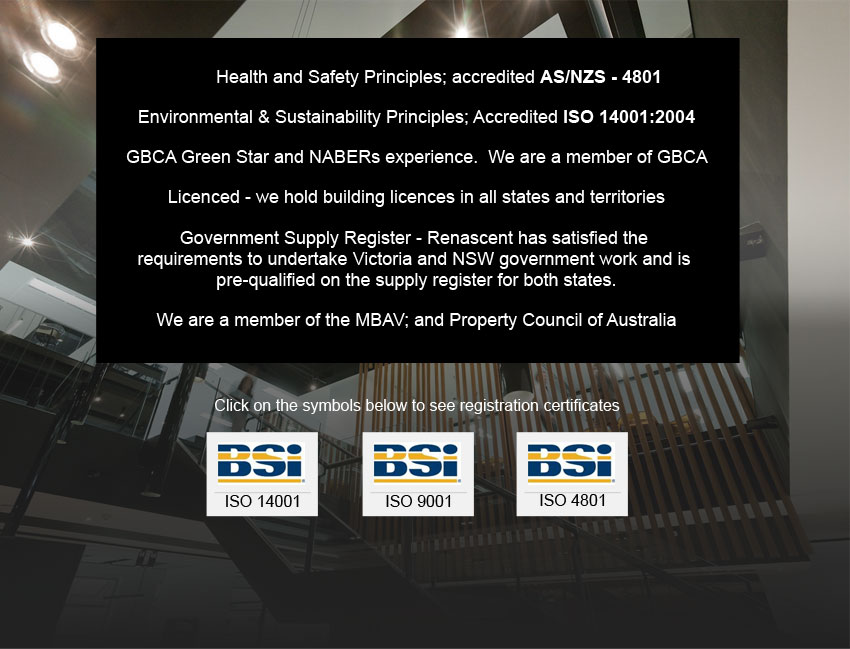 Health and Safety Principles; accredited AS/NZS - 4801
Environmental & Sustainability Principles; Accredited ISO 14001:2004
GBCA Green Star and NABERs experience.  We are a member of GBCA
Licenced - we hold building licences in all states and territories
Government Supply Register - Renascent has satisfied the
requirements to undertake Victoria and NSW government work and is
pre-qualified on the supply register for both states.
We are a member of the MBAV; and Property Council of Australia
Click on the symbols below to see registration certificates
BSi BSi BSi
ISO 14001 ISO 9001 ISO 4801